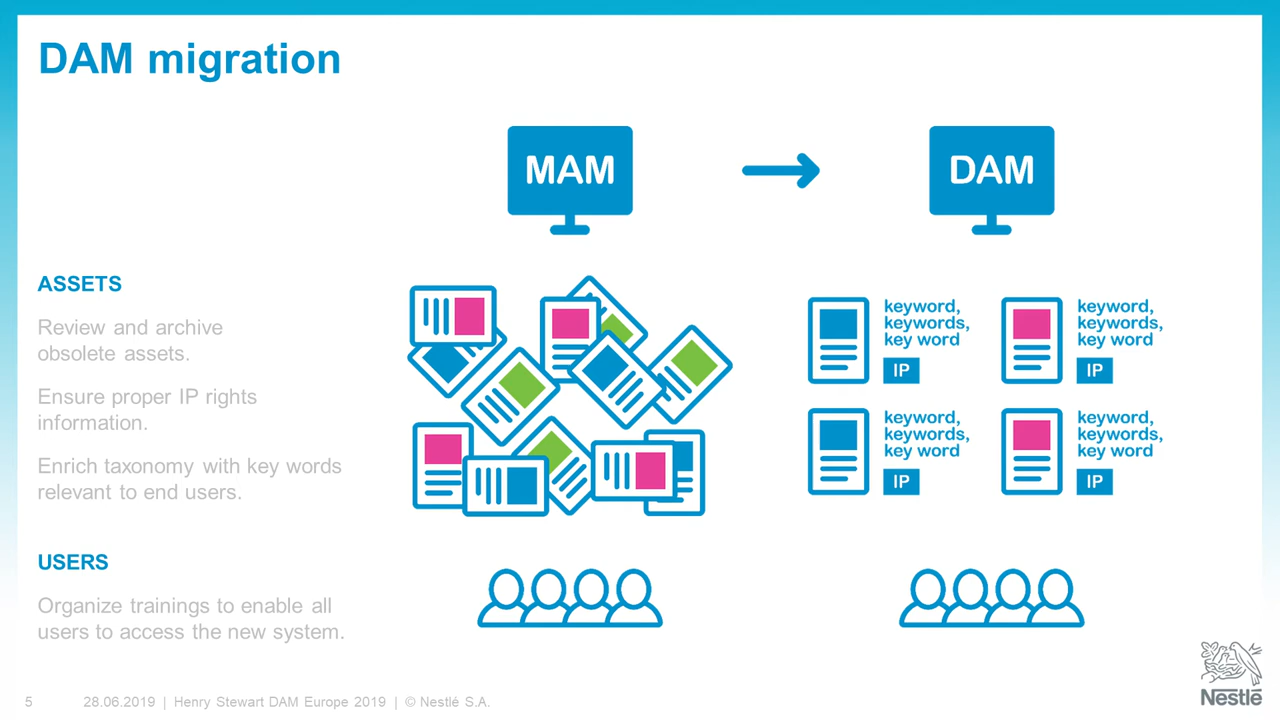 DAM migration
MAM
DAM
ASSETS
Review and archive
obsolete assets.
Ensure proper IP rights
information.
Enrich taxonomy with key words
relevant to end users.
keyword,
keywords,
key word
IP
keyword,
keywords,
key word
IP
keyword,
keywords,
key word
IP
keyword,
keywords,
key word
IP
USERS
Organize trainings to enable all
users to access the new system.
5 28.06.2019 | Henry Stewart DAM Europe 2019 | © Nestlé S.A.
Nestlé